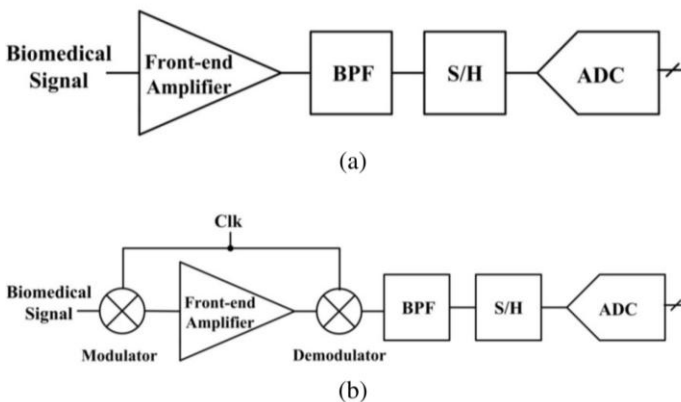 Biomedical
Signal
Front-end
Amplifier
BPF
S/H
ADC
(a)
Clk
Biomedical
Signal
Front-end
Amplifier
BPF
S/H
ADC
Modulator
Demodulator
(b)